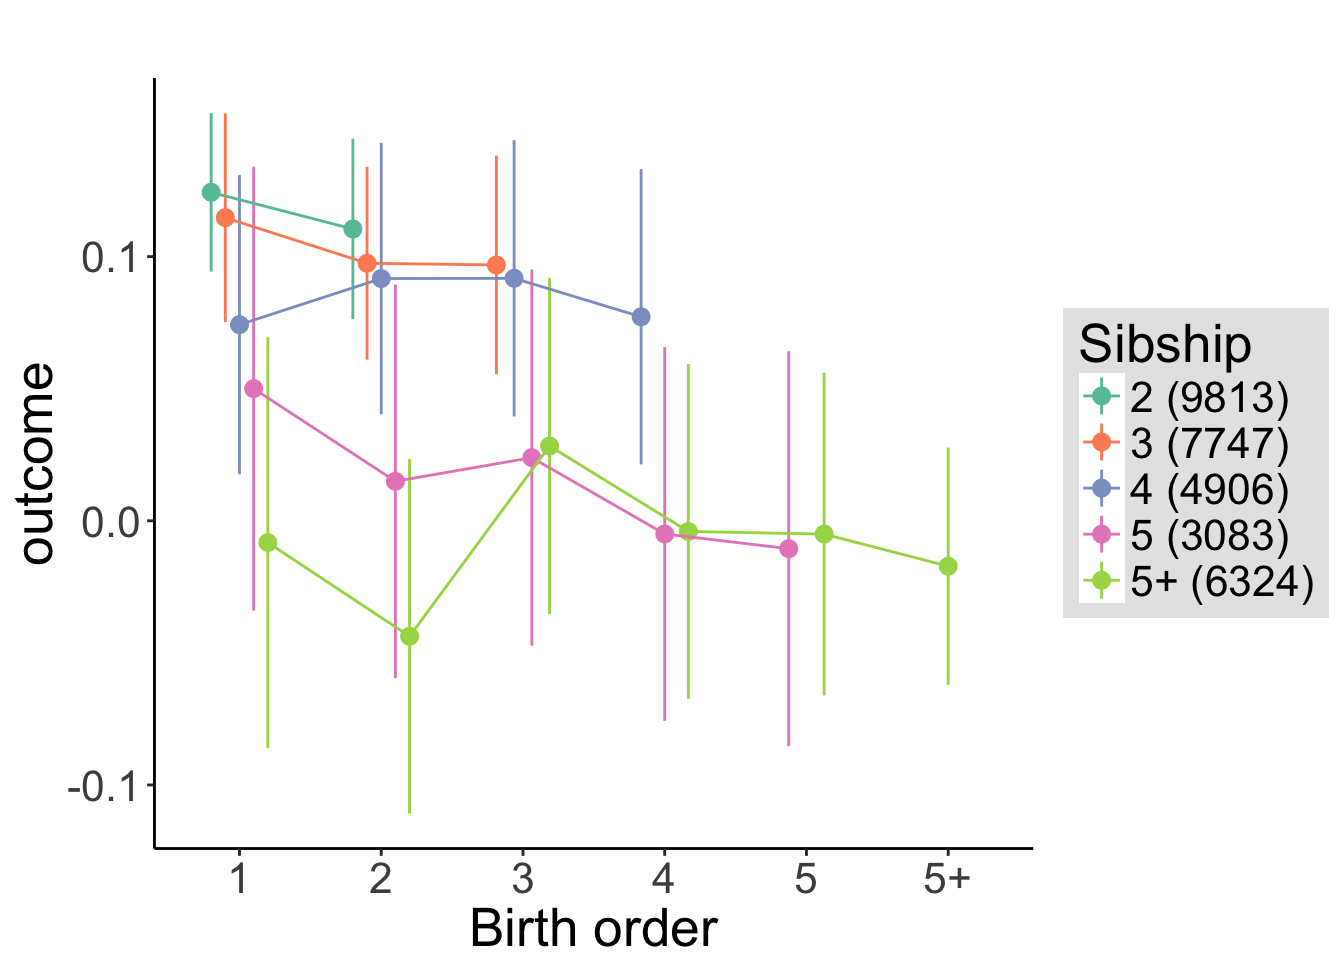 outcome
0.1
0.0
-0.1
1 2 3 4 5 5+
Birth order
Sibship
2 (9813)
3 (7747)
4 (4906)
5 (3083)
5+ (6324)